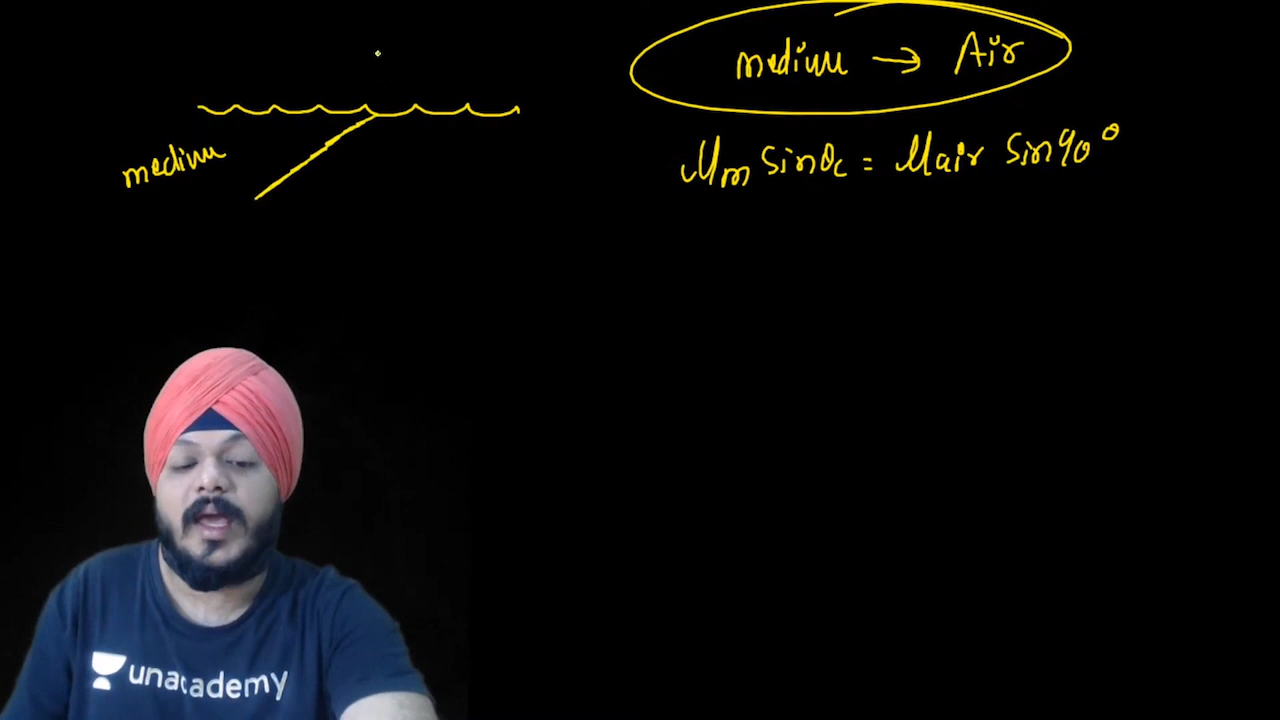 medium → Air
medium
μm sinθc = μair Sin90°
unacademy